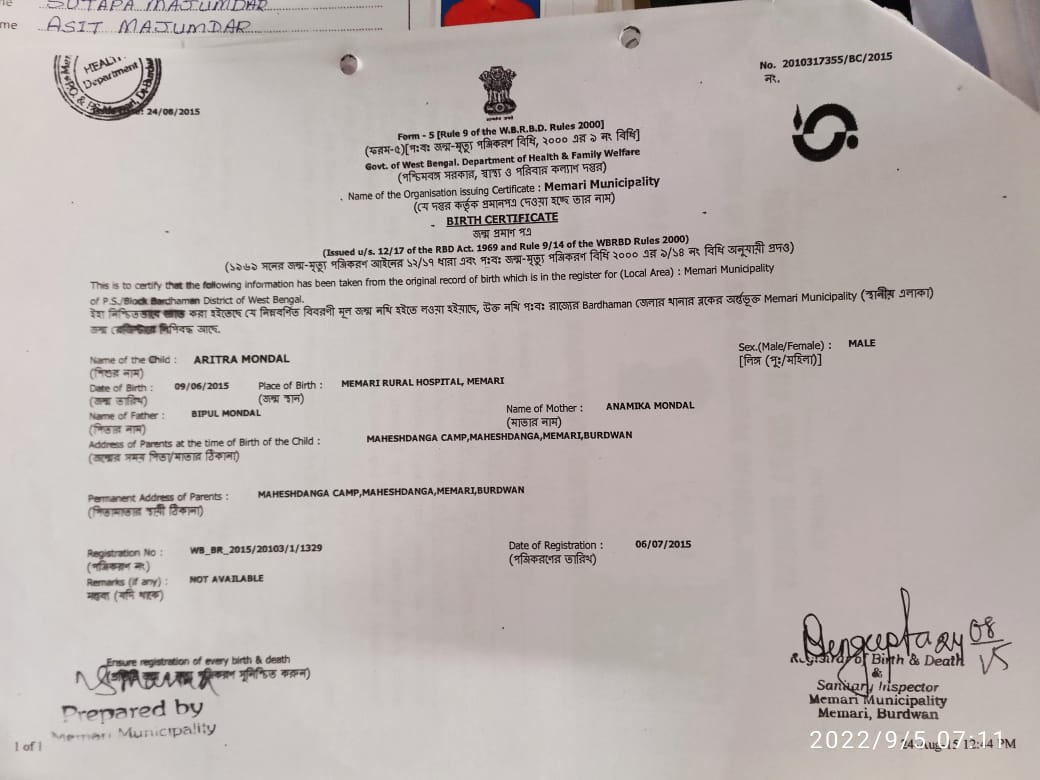 SUTAPA MAJUMDAR
me ASIT MAJUMDAR
HEALTH
Department
24/08/2015
No. 2010317355/BC/2015
নং.
Form - 5 [Rule 9 of the W.B.R.B.D. Rules 2000]
(ফরম-৫)[প:বঃ জন্ম-মৃত্যু পঞ্জিকরণ বিধি, ২০০০ এর ৯ নং বিধি]
Govt. of West Bengal. Department of Health & Family Welfare
(পশ্চিমবঙ্গ সরকার, স্বাস্থ্য ও পরিবার কল্যাণ দপ্তর)
Name of the Organisation issuing Certificate : Memari Municipality
(যে দপ্তর কর্তৃক প্রমানপত্র দেওয়া হচ্ছে তার নাম)
BIRTH CERTIFICATE
জন্ম প্রমাণ পত্র
(Issued u/s. 12/17 of the RBD Act. 1969 and Rule 9/14 of the WBRBD Rules 2000)
(১৯৬৯ সনের জন্ম-মৃত্যু পঞ্জিকরণ আইনের ১২/১৭ ধারা এবং প:বঃ জন্ম-মৃত্যু পঞ্জিকরণ বিধি ২০০০ এর ৯/১৪ নং বিধি অনুযায়ী প্রদত্ত)
This is to certify that the following information has been taken from the original record of birth which is in the register for (Local Area) : Memari Municipality
of P.S./Block Bardhaman District of West Bengal.
ইহা নিশ্চিতভাবে জ্ঞাত করা হইতেছে যে নিম্নবর্ণিত বিবরণী মূল জন্ম নথি হইতে লওয়া হইয়াছে, উক্ত নথি প:বঃ রাজ্যের Bardhaman জেলার থানার ব্লকের অর্ন্তভূক্ত Memari Municipality (স্থানীয় এলাকা)
জন্ম লিপিবদ্ধ আছে.
Name of the Child : ARITRA MONDAL
Sex.(Male/Female) : MALE
(শিশুর নাম)
[লিঙ্গ (পুঃ/মহিলা)]
Date of Birth : 09/06/2015 Place of Birth : MEMARI RURAL HOSPITAL, MEMARI
(জন্ম তারিখ) (জন্ম স্থান)
Name of Father : BIPUL MONDAL Name of Mother : ANAMIKA MONDAL
(পিতার নাম) (মাতার নাম)
Address of Parents at the time of Birth of the Child : MAHESHDANGA CAMP,MAHESHDANGA,MEMARI,BURDWAN
(জন্মের সময় পিতা/মাতার ঠিকানা)
Permanent Address of Parents : MAHESHDANGA CAMP,MAHESHDANGA,MEMARI,BURDWAN
(পিতামাতার স্থায়ী ঠিকানা)
Registration No : WB_BR_2015/20103/1/1329 Date of Registration : 06/07/2015
(পঞ্জিকরণ নং) (পঞ্জিকরণের তারিখ)
Remarks (if any) : NOT AVAILABLE
মন্তব্য (যদি থাকে)
Ensure registration of every birth & death
Prepared by
Memari Municipality
08
15
Registrar of Birth & Death
&
Sanitary Inspector
Memari Municipality
Memari, Burdwan
1 of 1
24-Aug-15 12:44 PM
2022/9/5 07:11